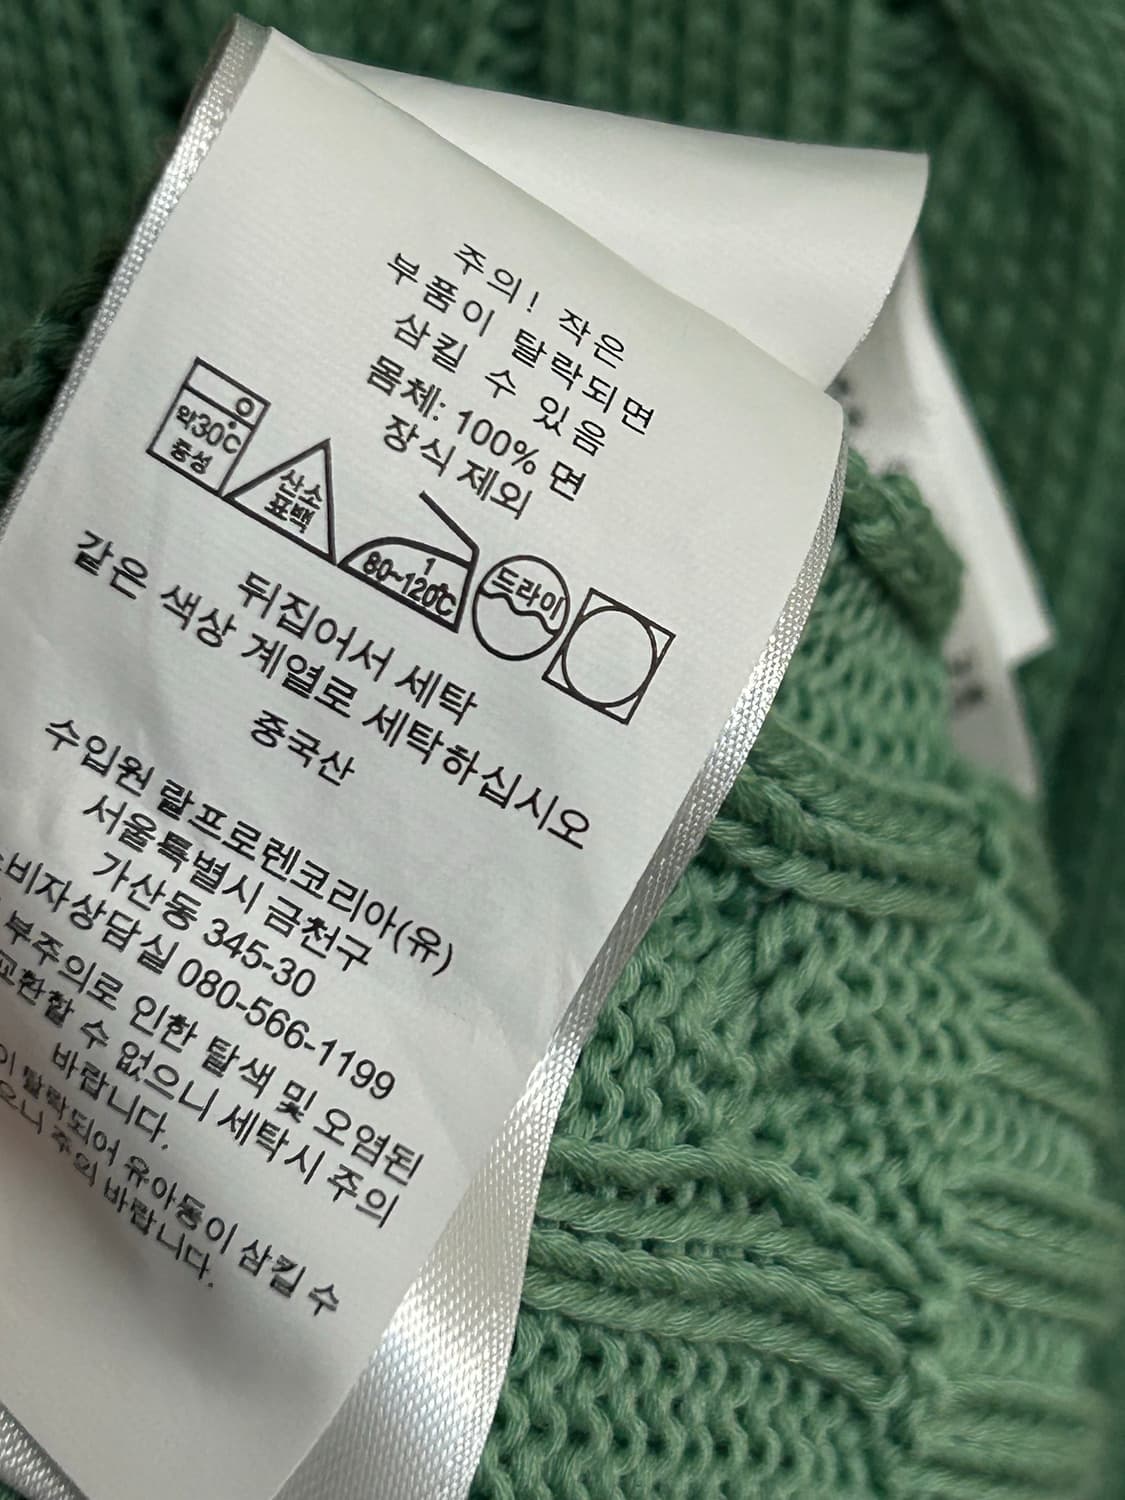 주의! 작은
부품이 탈락되면
삼킬 수 있음
몸체: 100% 면
장식 제외
약30℃
중성
산소
표백
1
80~120℃
드라이
뒤집어서 세탁
같은 색상 계열로 세탁하십시오
중국산
수입원 랄프로렌코리아(유)
서울특별시 금천구
가산동 345-30
비자상담실 080-566-1199
부주의로 인한 탈색 및 오염된
교환할 수 없으니 세탁시 주의
바랍니다.
이 탈락되어 유아동이 삼킬 수
으니 주의 바랍니다.